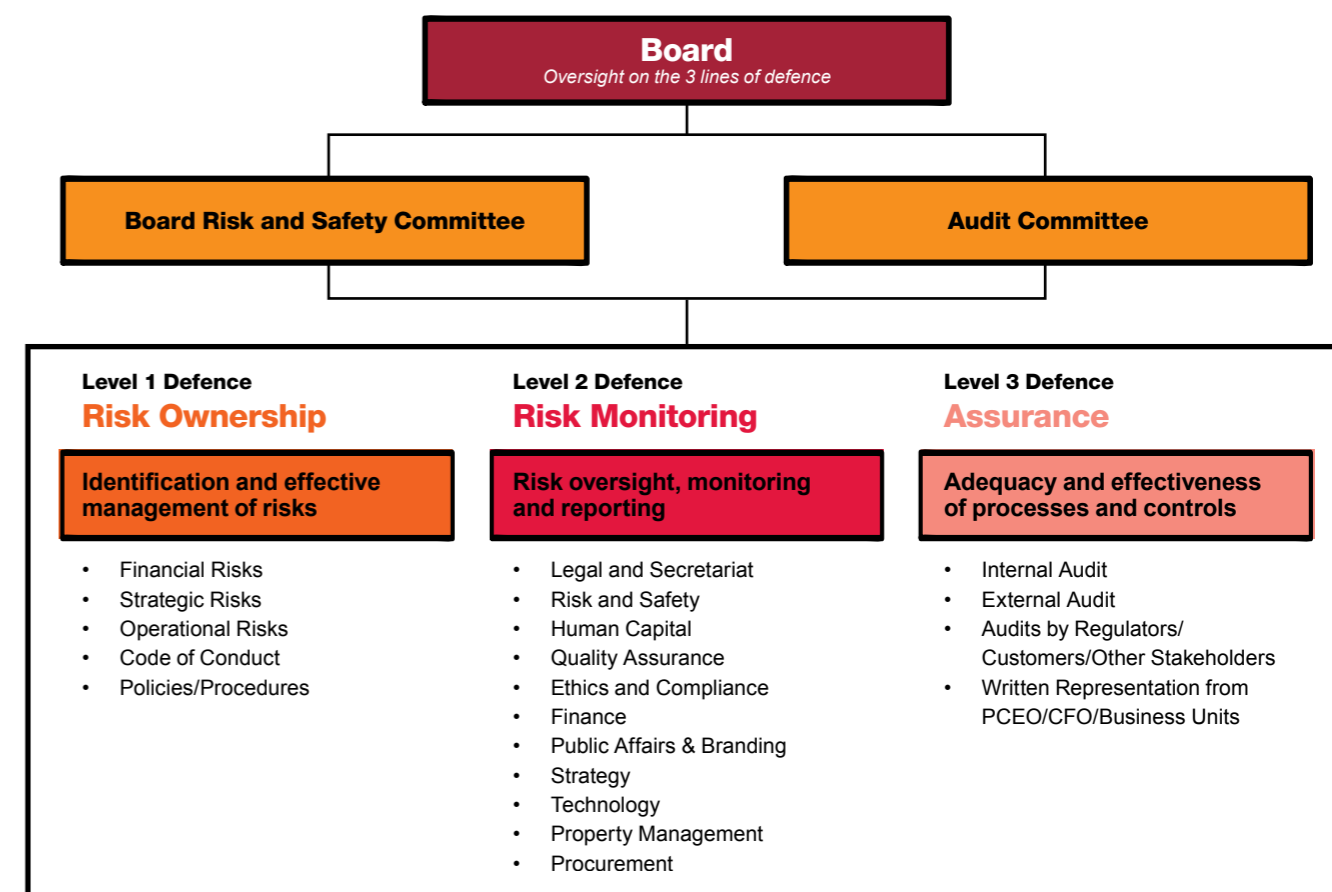 Board
Oversight on the 3 lines of defence
Board Risk and Safety Committee
Audit Committee
Level 1 Defence
Risk Ownership
Identification and effective
management of risks
• Financial Risks
• Strategic Risks
• Operational Risks
• Code of Conduct
• Policies/Procedures
Level 2 Defence
Risk Monitoring
Risk oversight, monitoring
and reporting
• Legal and Secretariat
• Risk and Safety
• Human Capital
• Quality Assurance
• Ethics and Compliance
• Finance
• Public Affairs & Branding
• Strategy
• Technology
• Property Management
• Procurement
Level 3 Defence
Assurance
Adequacy and effectiveness
of processes and controls
• Internal Audit
• External Audit
• Audits by Regulators/
Customers/Other Stakeholders
• Written Representation from
PCEO/CFO/Business Units